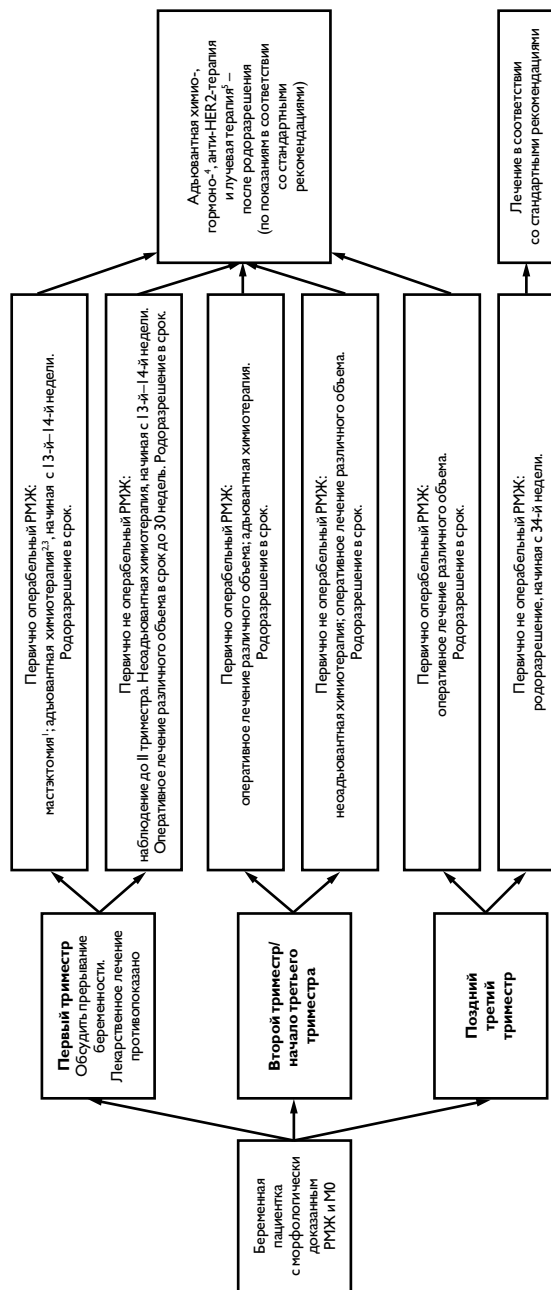 Беременная
пациентка
с морфологически
доказанным
РМЖ и М0
Первый триместр
Обсудить прерывание
беременности.
Лекарственное лечение
противопоказано
Второй триместр/
начало третьего
триместра
Поздний
третий
триместр
Первично операбельный РМЖ:
мастэктомия¹; адъювантная химиотерапия²,³, начиная с 13-й–14-й недели.
Родоразрешение в срок.
Первично не операбельный РМЖ:
наблюдение до II триместра. Неоадъювантная химиотерапия, начиная с 13-й–14-й недели.
Оперативное лечение различного объема в срок до 30 недель. Родоразрешение в срок.
Первично операбельный РМЖ:
оперативное лечение различного объема; адъювантная химиотерапия.
Родоразрешение в срок.
Первично не операбельный РМЖ:
неоадъювантная химиотерапия; оперативное лечение различного объема.
Родоразрешение в срок.
Первично операбельный РМЖ:
оперативное лечение различного объема.
Родоразрешение в срок.
Первично не операбельный РМЖ:
родоразрешение, начиная с 34-й недели.
Адъювантная химио-,
гормоно-⁴, анти-HER2-терапия
и лучевая терапия⁵ –
после родоразрешения
(по показаниям в соответствии
со стандартными
рекомендациями)
Лечение в соответствии
со стандартными рекомендациями